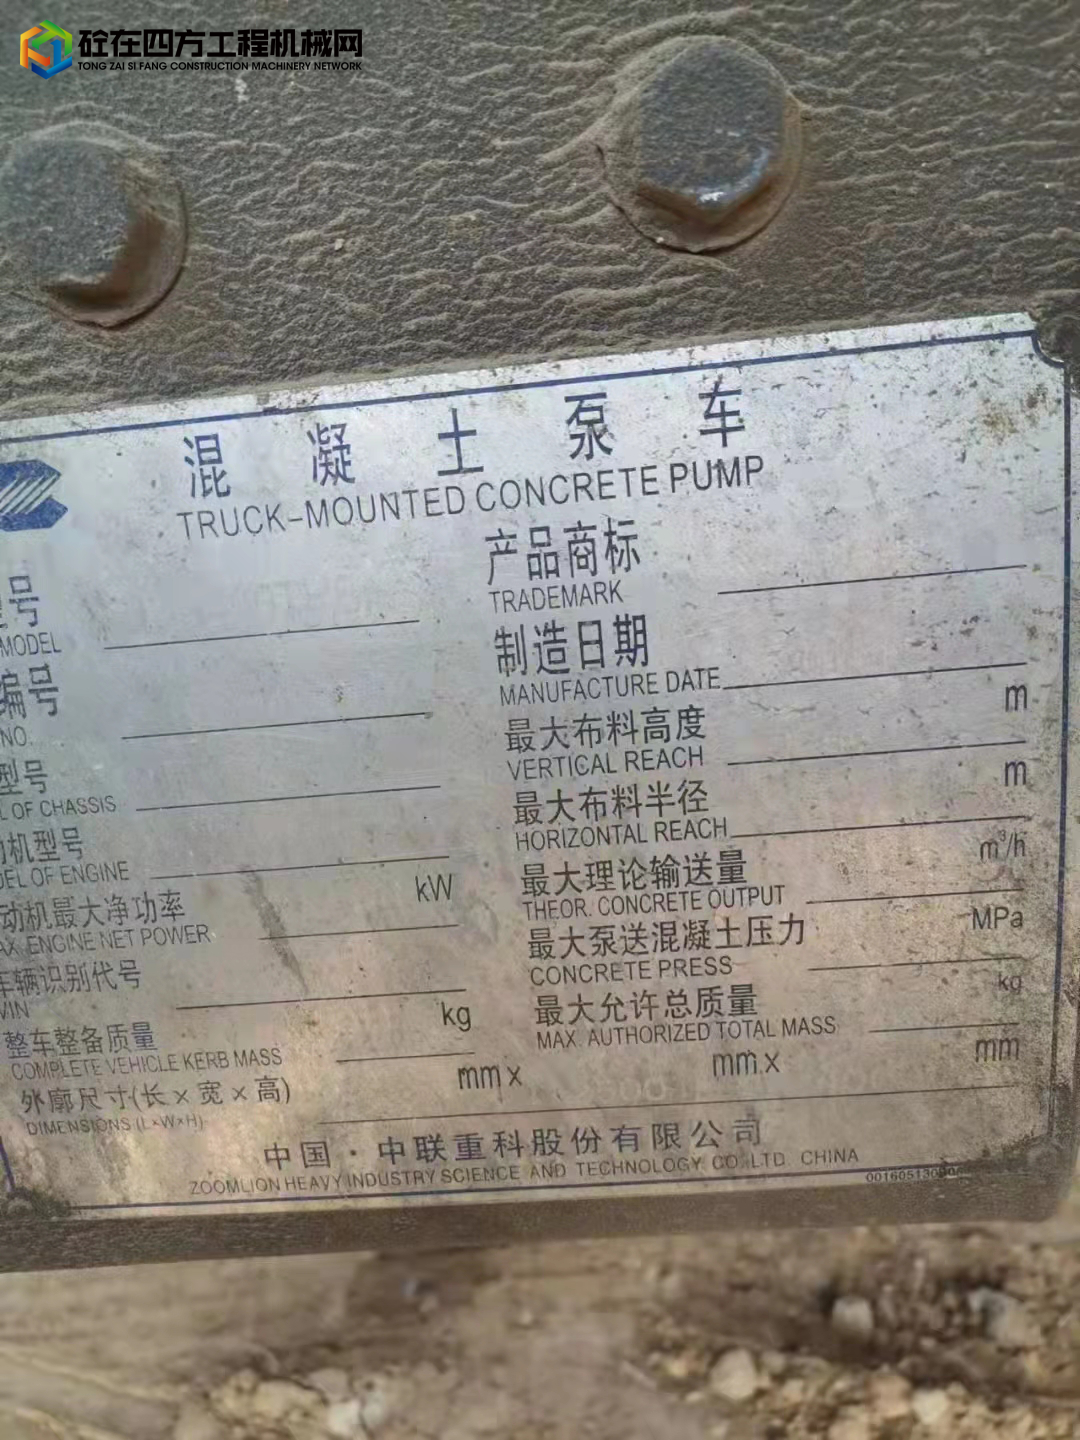 砼在四方工程机械网
TONG ZAI SI FANG CONSTRUCTION MACHINERY NETWORK
混凝土泵车
TRUCK-MOUNTED CONCRETE PUMP
产品商标
TRADEMARK
号
MODEL
制造日期
MANUFACTURE DATE
编号
NO.
m
最大布料高度
VERTICAL REACH
型号
OF CHASSIS
m
最大布料半径
HORIZONTAL REACH
机型号
OF ENGINE
m³/h
最大理论输送量
THEOR. CONCRETE OUTPUT
kW
动机最大净功率
ENGINE NET POWER
MPa
最大泵送混凝土压力
CONCRETE PRESS
车辆识别代号
VIN
kg
最大允许总质量
MAX. AUTHORIZED TOTAL MASS
kg
整车整备质量
COMPLETE VEHICLE KERB MASS
mm x mm x mm
外廓尺寸(长×宽×高)
DIMENSIONS (L×W×H)
中国·中联重科股份有限公司
ZOOMLION HEAVY INDUSTRY SCIENCE AND TECHNOLOGY CO. LTD. CHINA